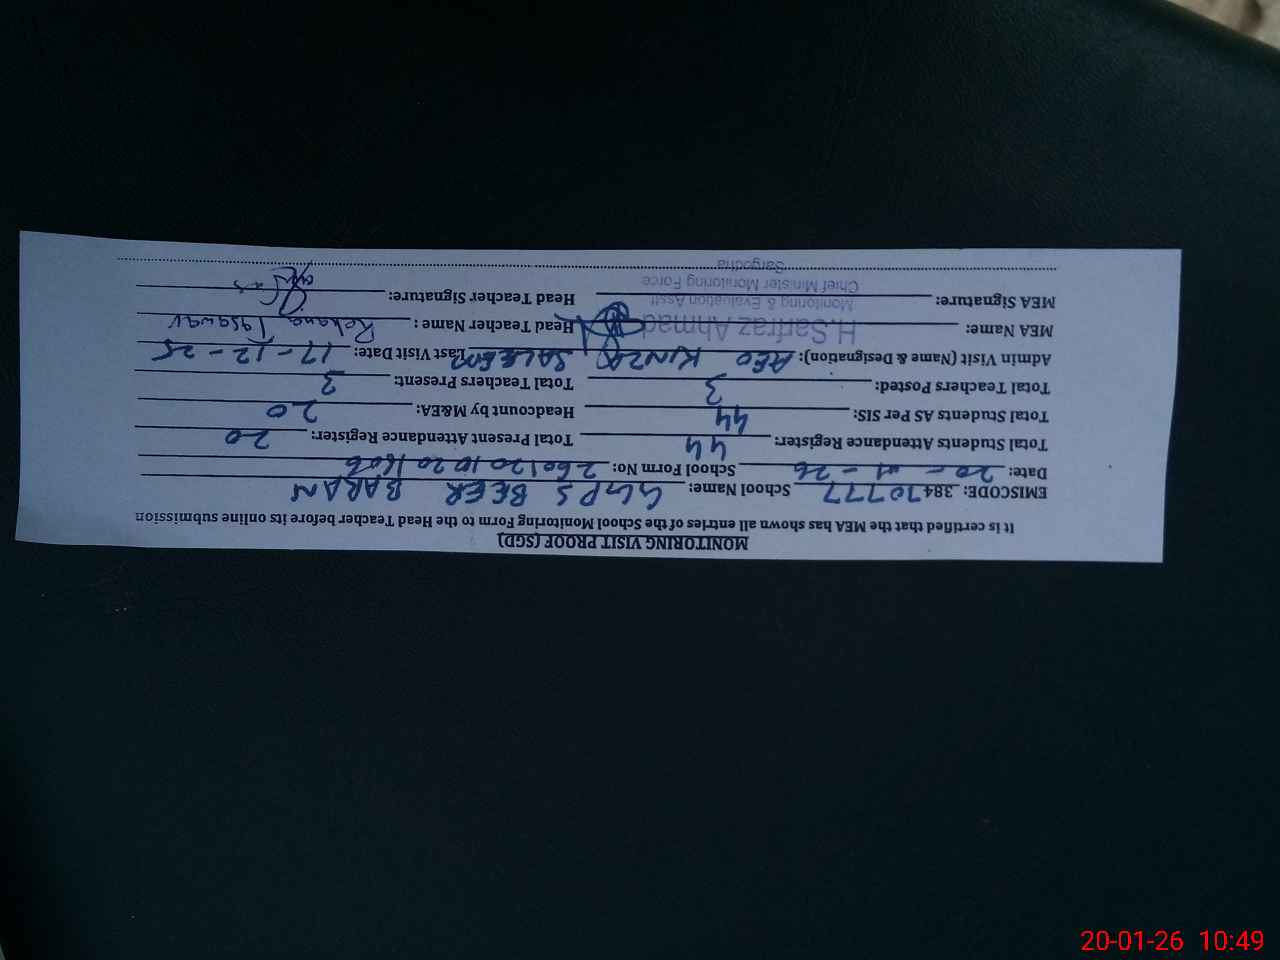 MONITORING VISIT PROOF (SGD)
It is certified that the MEA has shown all entries of the School Monitoring Form to the Head Teacher before its online submission
EMISCODE: 38410777 School Name: GGPS BEER BARAN
Date: 20-01-26 School Form No:
Total Students Attendance Register: 44 Total Present Attendant Register: 20
Total Students AS Per SIS: 44 Headcount by M&EA: 20
Total Teachers Posted: 3 Total Teachers Present: 3
Admin Visit (Name & Designation): AEO KINZA SALEEM Last Visit Date: 17-12-25
MEA Name: H.Sarfraz Ahmad Head Teacher Name: Rehana
Monitoring & Evaluation Asstt
MEA Signature: Head Teacher Signature:
Chief Minister Monitoring Force
Sargodha
20-01-26 10:49